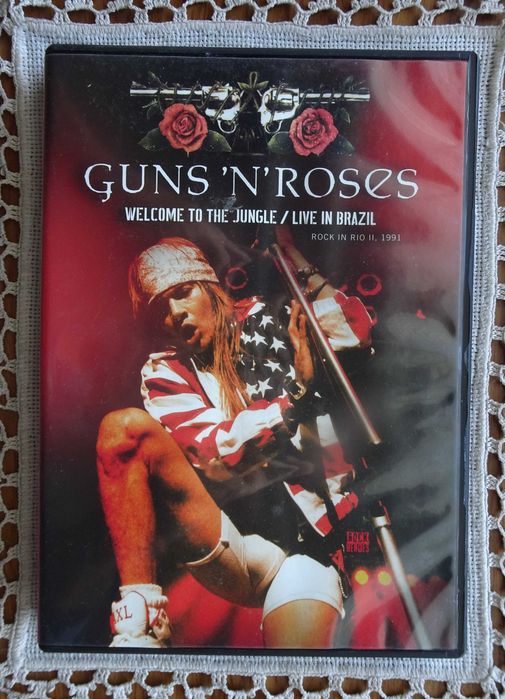 GUNS 'N' ROSES
WELCOME TO THE JUNGLE / LIVE IN BRAZIL
ROCK IN RIO II, 1991
ROCK
HEROES
XL